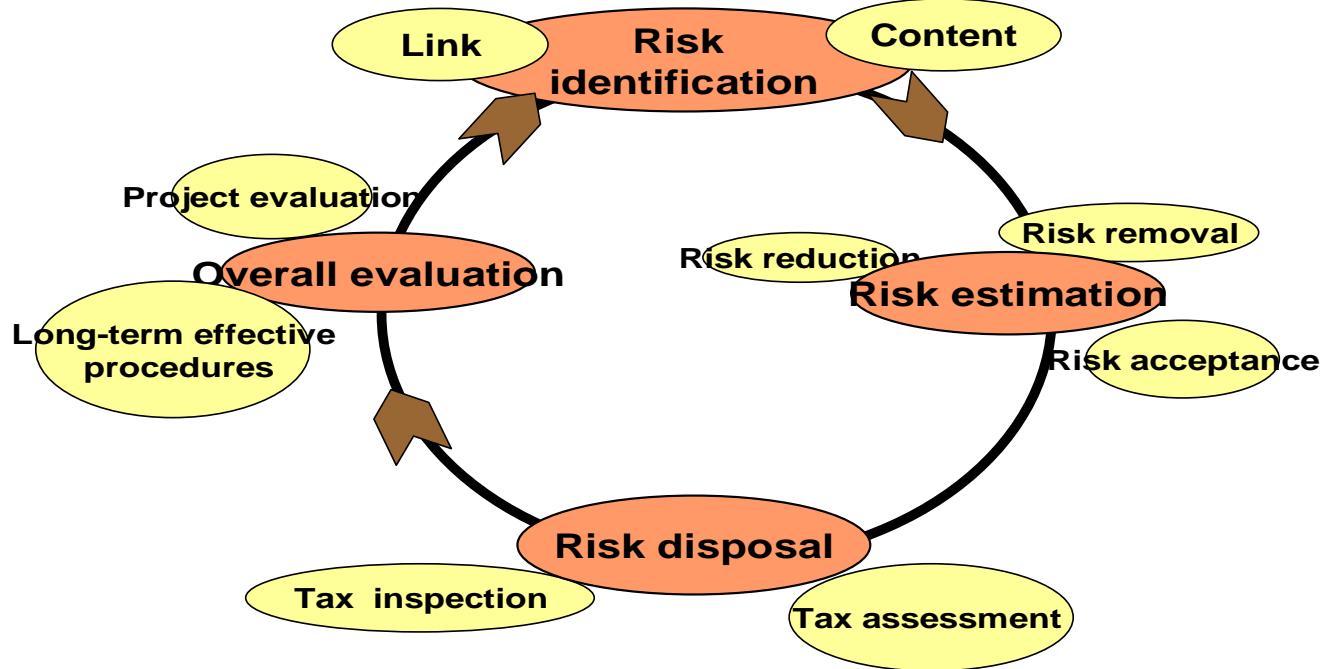 Link
Risk
identification
Content
Project evaluation
Risk removal
Risk reduction
Overall evaluation
Risk estimation
Long-term effective
procedures
Risk acceptance
Risk disposal
Tax inspection
Tax assessment